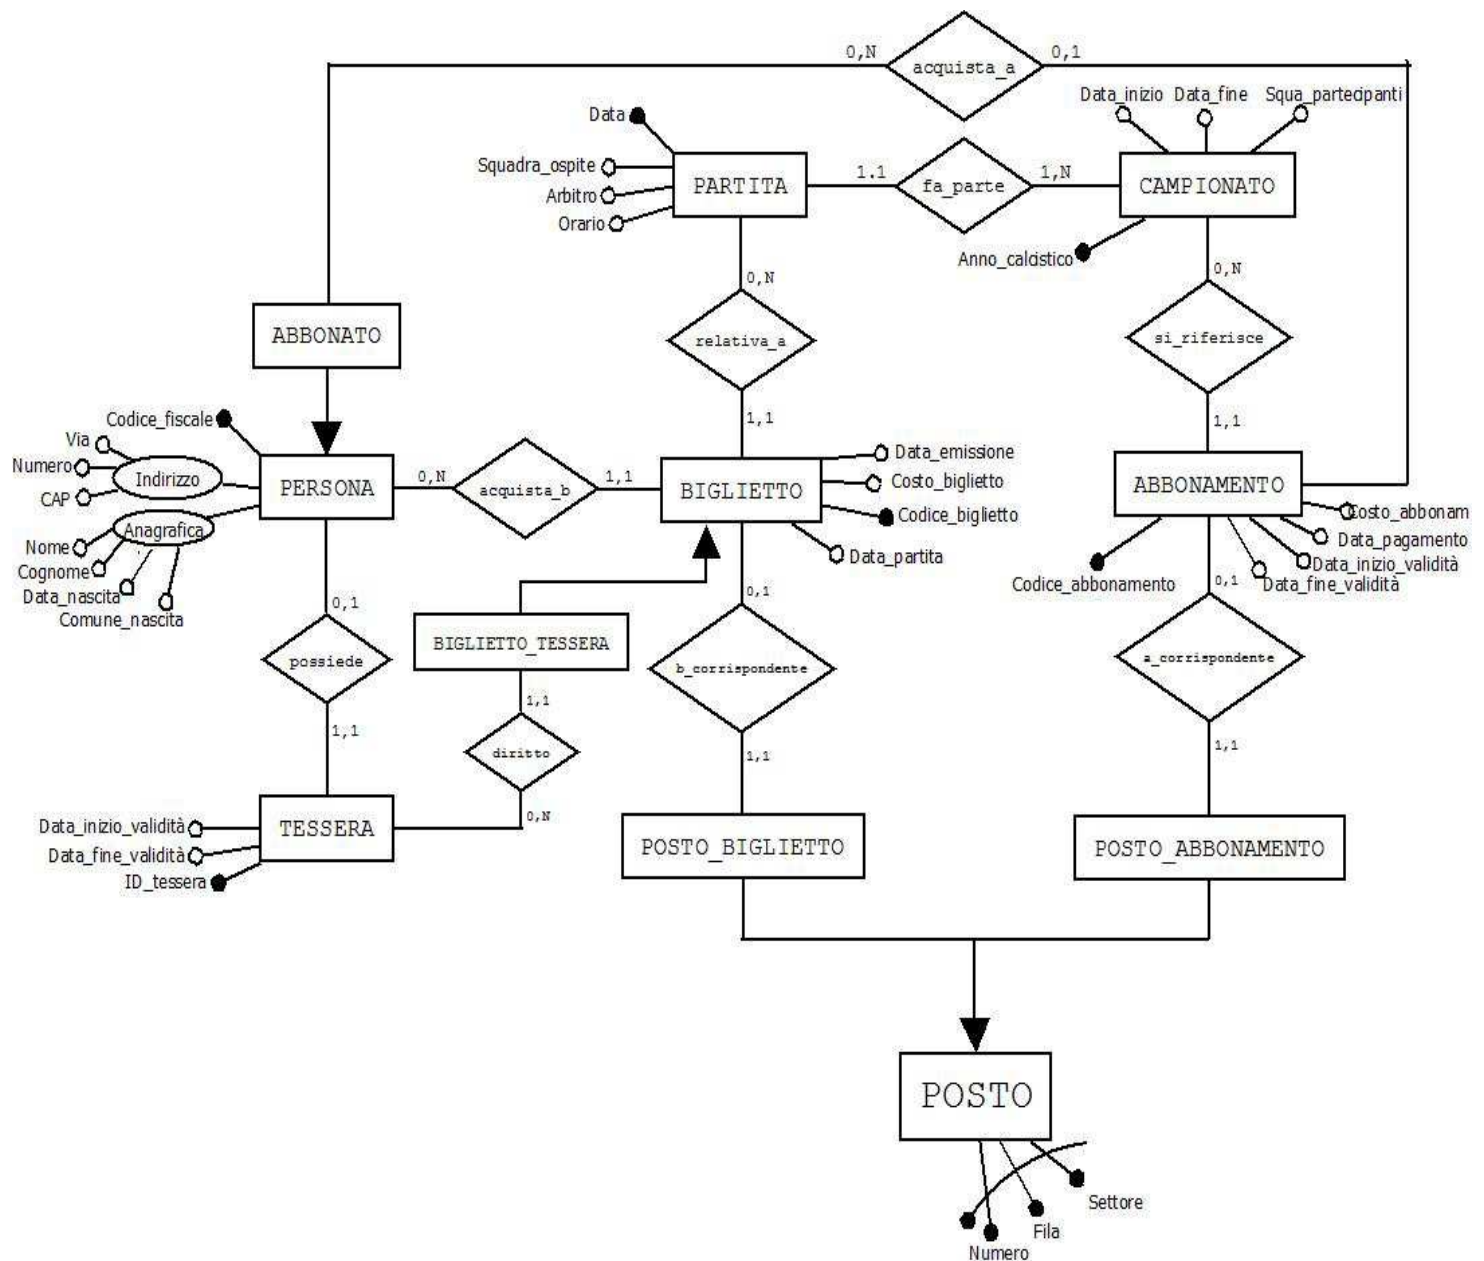 0,N
acquista_a
0,1
Data_inizio
Data_fine
Squa_partecipanti
Data
Squadra_ospite
Arbitro
Orario
PARTITA
1.1
fa_parte
1,N
CAMPIONATO
Anno_calcistico
0,N
0,N
ABBONATO
relativa_a
si_riferisce
1,1
1,1
Codice_fiscale
Via
Numero
CAP
Indirizzo
PERSONA
Anagrafica
Nome
Cognome
Data_nascita
Comune_nascita
0,N
acquista_b
1,1
BIGLIETTO
Data_emissione
Costo_biglietto
Codice_biglietto
Data_partita
ABBONAMENTO
Costo_abbonam
Data_pagamento
Data_inizio_validità
Data_fine_validità
Codice_abbonamento
0,1
0,1
0,1
possiede
BIGLIETTO_TESSERA
b_corrispondente
a_corrispondente
1,1
1,1
diritto
1,1
1,1
0,N
Data_inizio_validità
Data_fine_validità
ID_tessera
TESSERA
POSTO_BIGLIETTO
POSTO_ABBONAMENTO
POSTO
Settore
Fila
Numero